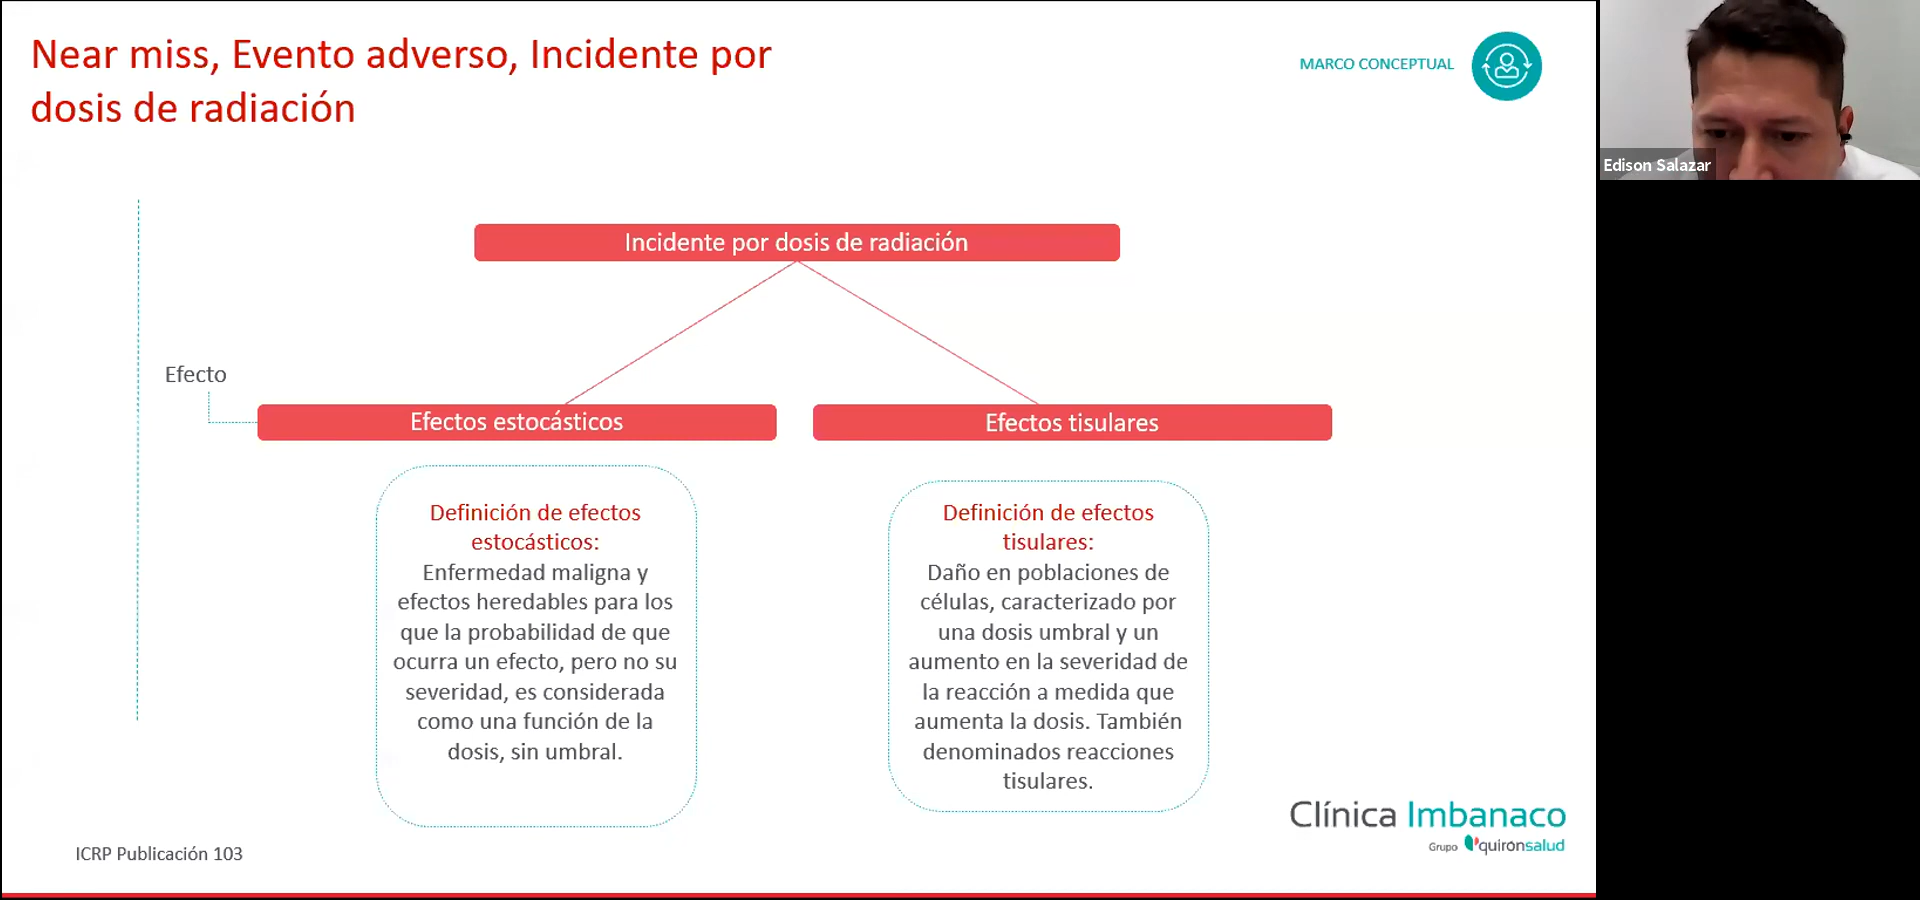 Near miss, Evento adverso, Incidente por
dosis de radiación
MARCO CONCEPTUAL
Edison Salazar
Incidente por dosis de radiación
Efecto
Efectos estocásticos
Efectos tisulares
Definición de efectos
estocásticos:
Enfermedad maligna y
efectos heredables para los
que la probabilidad de que
ocurra un efecto, pero no su
severidad, es considerada
como una función de la
dosis, sin umbral.
Definición de efectos
tisulares:
Daño en poblaciones de
células, caracterizado por
una dosis umbral y un
aumento en la severidad de
la reacción a medida que
aumenta la dosis. También
denominados reacciones
tisulares.
Clínica Imbanaco
Grupo quirónsalud
ICRP Publicación 103